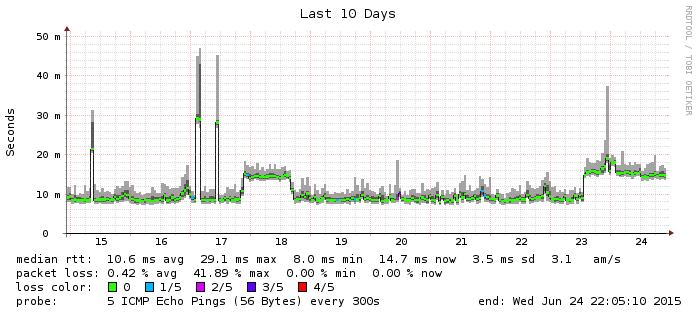 Last 10 Days
RRDTOOL / TOBI OETIKER
Seconds
50 m
40 m
30 m
20 m
10 m
0
15 16 17 18 19 20 21 22 23 24
median rtt: 10.6 ms avg 29.1 ms max 8.0 ms min 14.7 ms now 3.5 ms sd 3.1 am/s
packet loss: 0.42 % avg 41.89 % max 0.00 % min 0.00 % now
loss color: 0 1/5 2/5 3/5 4/5
probe: 5 ICMP Echo Pings (56 Bytes) every 300s end: Wed Jun 24 22:05:10 2015